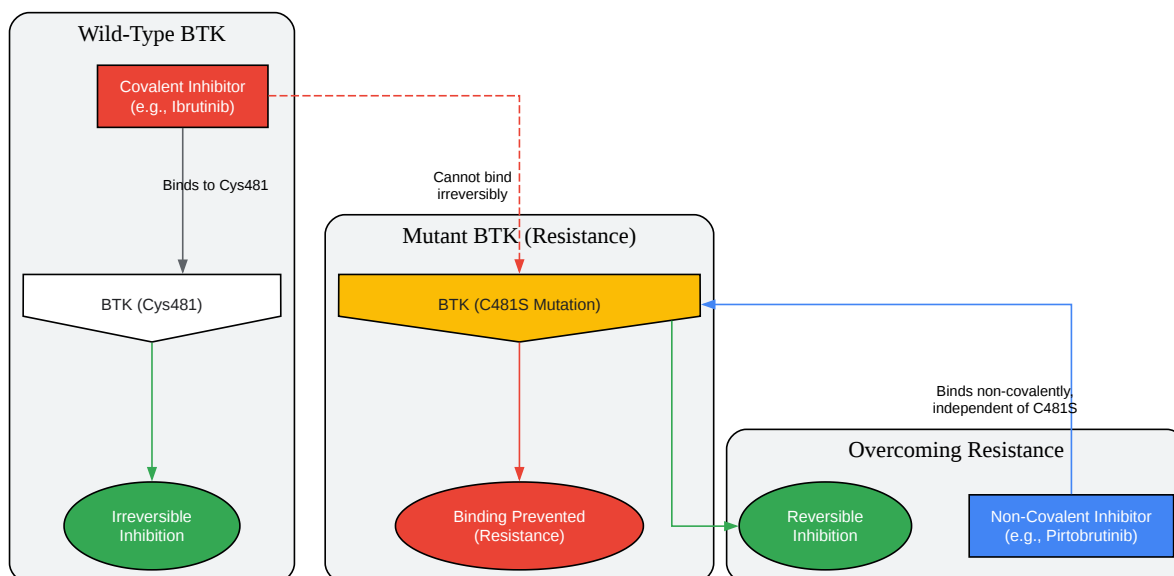 Wild-Type BTK
Covalent Inhibitor
(e.g., Ibrutinib)
Binds to Cys481
BTK (Cys481)
Irreversible
Inhibition
Cannot bind
irreversibly
Mutant BTK (Resistance)
BTK (C481S Mutation)
Binding Prevented
(Resistance)
Binds non-covalently,
independent of C481S
Overcoming Resistance
Reversible
Inhibition
Non-Covalent Inhibitor
(e.g., Pirtobrutinib)